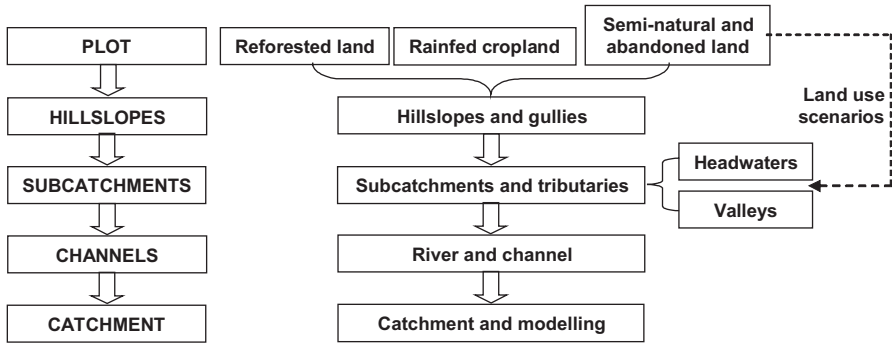 PLOT
HILLSLOPES
SUBCATCHMENTS
CHANNELS
CATCHMENT
Reforested land
Rainfed cropland
Semi-natural and
abandoned land
Land use
scenarios
Hillslopes and gullies
Subcatchments and tributaries
Headwaters
Valleys
River and channel
Catchment and modelling